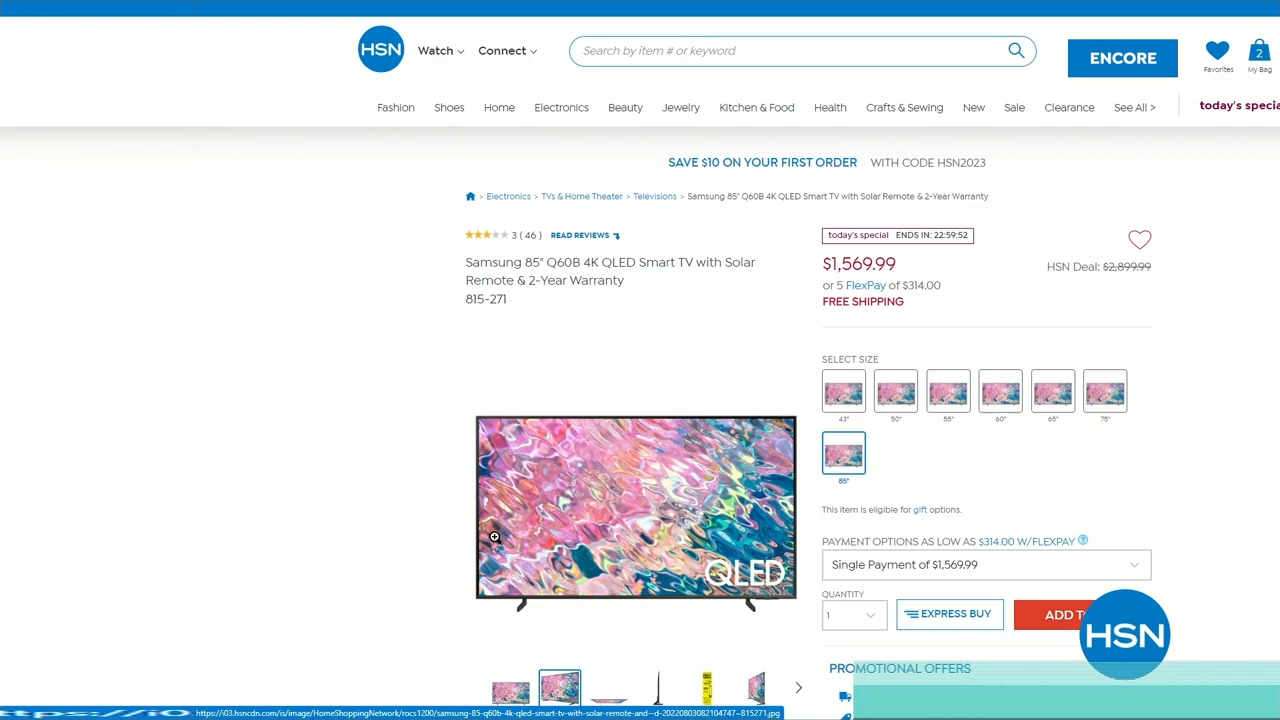 HSN
Watch
Connect
Search by item # or keyword
ENCORE
Favorites
2
My Bag
Fashion
Shoes
Home
Electronics
Beauty
Jewelry
Kitchen & Food
Health
Crafts & Sewing
New
Sale
Clearance
See All >
today's specia
SAVE $10 ON YOUR FIRST ORDER WITH CODE HSN2023
> Electronics > TVs & Home Theater > Televisions > Samsung 85" Q60B 4K QLED Smart TV with Solar Remote & 2-Year Warranty
3 ( 46 ) READ REVIEWS
Samsung 85" Q60B 4K QLED Smart TV with Solar
Remote & 2-Year Warranty
815-271
today's special ENDS IN: 22:59:52
$1,569.99
HSN Deal: $2,899.99
or 5 FlexPay of $314.00
FREE SHIPPING
SELECT SIZE
43"
50"
55"
60"
65"
75"
85"
This item is eligible for gift options.
PAYMENT OPTIONS AS LOW AS $314.00 W/FLEXPAY
Single Payment of $1,569.99
QUANTITY
1
EXPRESS BUY
ADD T
QLED
HSN
PROMOTIONAL OFFERS
https://i03.hsncdn.com/is/image/HomeShoppingNetwork/rocs1200/samsung-85-q60b-4k-qled-smart-tv-with-solar-remote-and--d-20220803082104747~815271.jpg